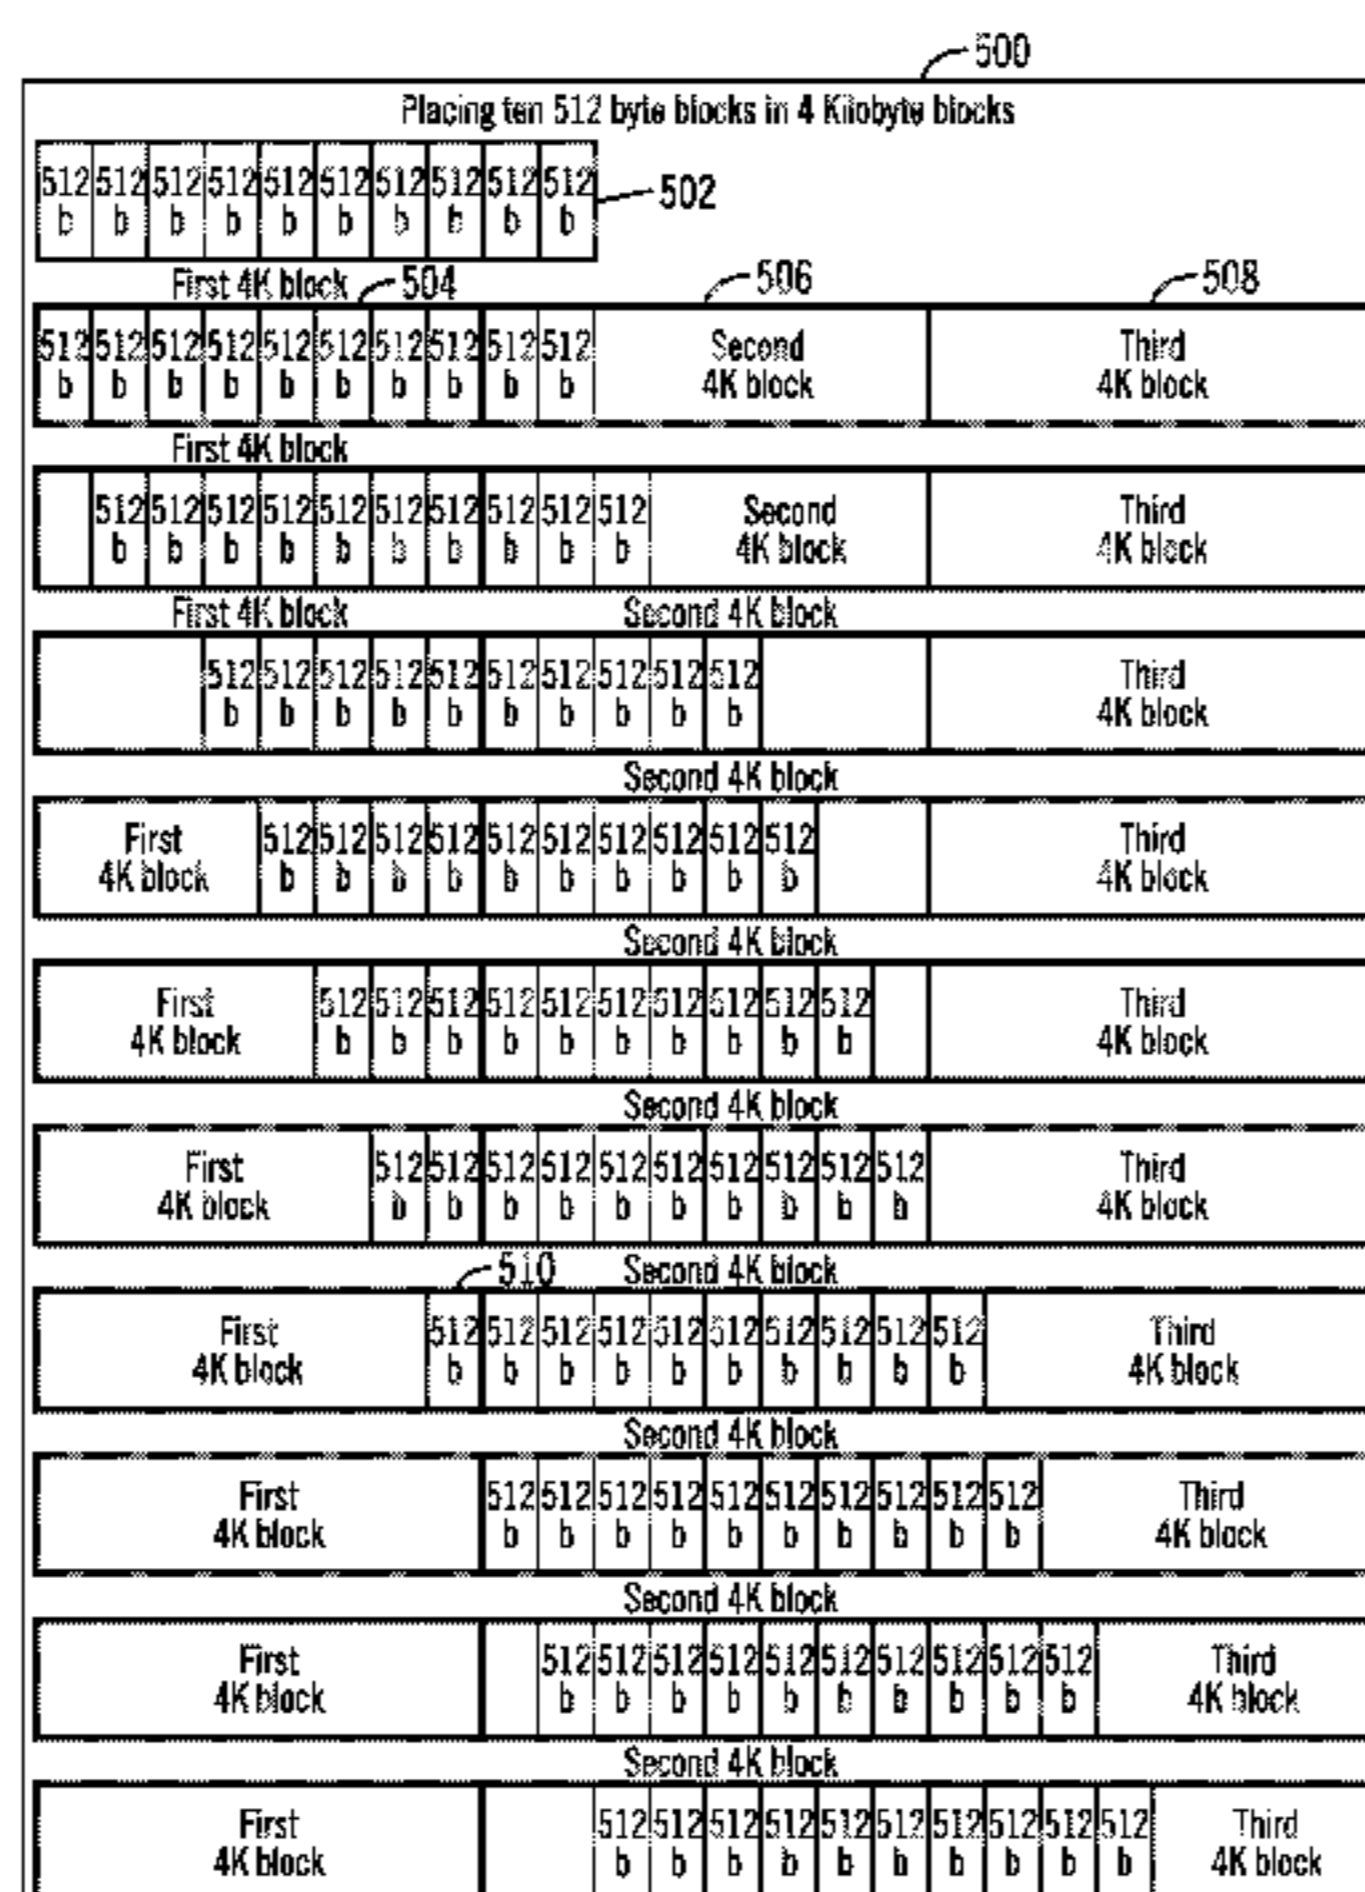 500
Placing ten 512 byte blocks in 4 Kilobyte blocks
512 512 512 512 512 512 512 512 512 512
b b b b b b b b b b
502
First 4K block 504 506 508
512 512 512 512 512 512 512 512 512 512 Second Third
b b b b b b b b b b 4K block 4K block
First 4K block
512 512 512 512 512 512 512 512 512 512 Second Third
b b b b b b b b b b 4K block 4K block
First 4K block Second 4K block
512 512 512 512 512 512 512 512 512 512 Third
b b b b b b b b b b 4K block
Second 4K block
First 512 512 512 512 512 512 512 512 512 512 Third
4K block b b b b b b b b b b 4K block
Second 4K block
First 512 512 512 512 512 512 512 512 512 512 Third
4K block b b b b b b b b b b 4K block
Second 4K block
First 512 512 512 512 512 512 512 512 512 512 Third
4K block b b b b b b b b b b 4K block
510 Second 4K block
First 512 512 512 512 512 512 512 512 512 512 Third
4K block b b b b b b b b b b 4K block
Second 4K block
First 512 512 512 512 512 512 512 512 512 512 Third
4K block b b b b b b b b b b 4K block
Second 4K block
First 512 512 512 512 512 512 512 512 512 512 Third
4K block b b b b b b b b b b 4K block
Second 4K block
First 512 512 512 512 512 512 512 512 512 512 Third
4K block b b b b b b b b b b 4K block